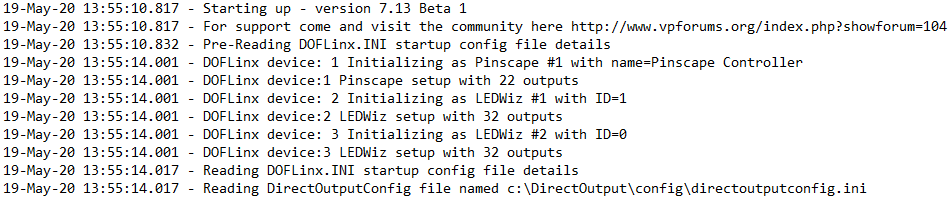 19-May-20 13:55:10.817 - Starting up - version 7.13 Beta 1
19-May-20 13:55:10.817 - For support come and visit the community here http://www.vpforums.org/index.php?showforum=104
19-May-20 13:55:10.832 - Pre-Reading DOFLinx.INI startup config file details
19-May-20 13:55:14.001 - DOFLinx device: 1 Initializing as Pinscape #1 with name=Pinscape Controller
19-May-20 13:55:14.001 - DOFLinx device:1 Pinscape setup with 22 outputs
19-May-20 13:55:14.001 - DOFLinx device: 2 Initializing as LEDWiz #1 with ID=1
19-May-20 13:55:14.001 - DOFLinx device:2 LEDWiz setup with 32 outputs
19-May-20 13:55:14.001 - DOFLinx device: 3 Initializing as LEDWiz #2 with ID=0
19-May-20 13:55:14.001 - DOFLinx device:3 LEDWiz setup with 32 outputs
19-May-20 13:55:14.017 - Reading DOFLinx.INI startup config file details
19-May-20 13:55:14.017 - Reading DirectOutputConfig file named c:\DirectOutput\config\directoutputconfig.ini